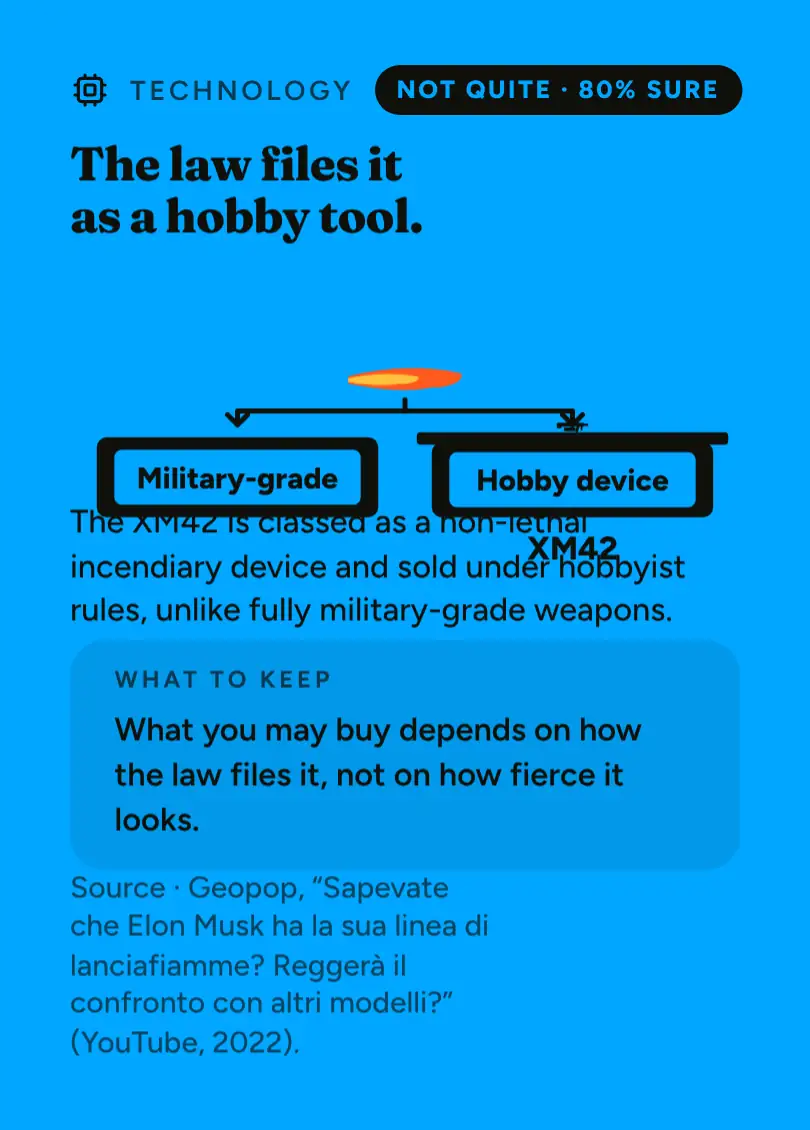 TECHNOLOGY
NOT QUITE · 80% SURE
The law files it
as a hobby tool.
Military-grade
Hobby device
XM42
The XM42 is classed as a non-lethal
incendiary device and sold under hobbyist
rules, unlike fully military-grade weapons.
WHAT TO KEEP
What you may buy depends on how
the law files it, not on how fierce it
looks.
Source · Geopop, “Sapevate
che Elon Musk ha la sua linea di
lanciafiamme? Reggerà il
confronto con altri modelli?”
(YouTube, 2022).